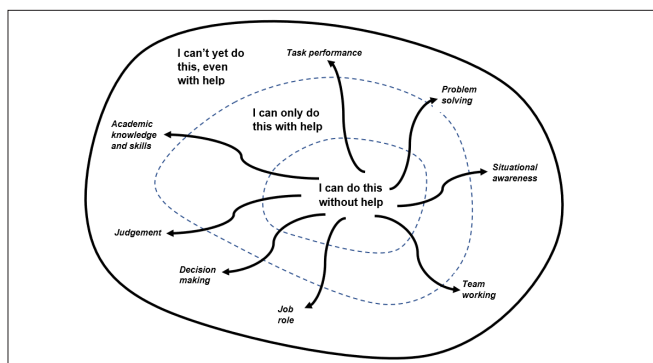 I can't yet do
this, even
with help
Task performance
Problem
solving
I can only do
this with help
Academic
knowledge
and skills
Situational
awareness
I can do this
without help
Judgement
Decision
making
Team
working
Job
role